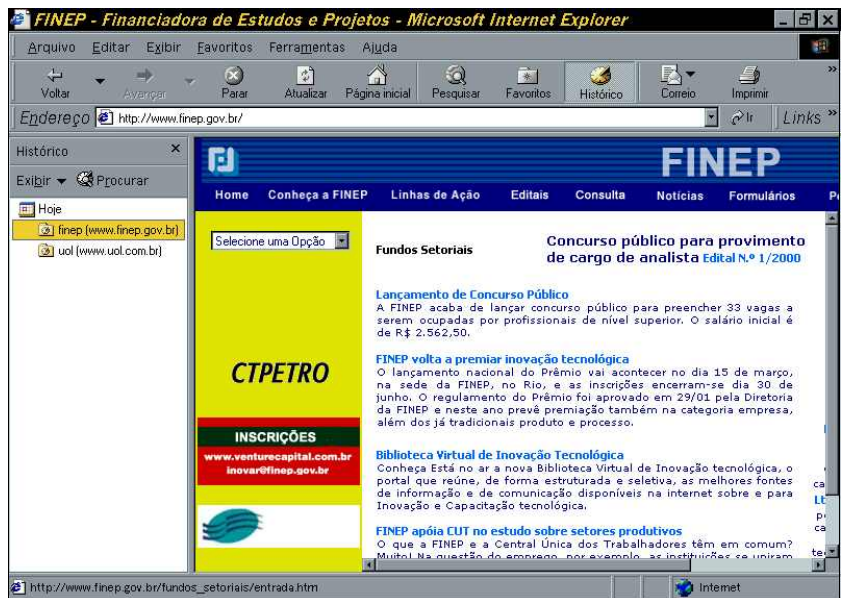 FINEP - Financiadora de Estudos e Projetos - Microsoft Internet Explorer
Arquivo Editar Exibir Favoritos Ferramentas Ajuda
Voltar Avançar Parar Atualizar Página inicial Pesquisar Favoritos Histórico Correio Imprimir »
Endereço http://www.finep.gov.br/ Ir Links »
Histórico ×
Exibir Procurar
Hoje
finep (www.finep.gov.br)
uol (www.uol.com.br)
FINEP
Home Conheça a FINEP Linhas de Ação Editais Consulta Notícias Formulários
Selecione uma Opção
CTPETRO
INSCRIÇÕES
www.venturecapital.com.br
inovar@finep.gov.br
Fundos Setoriais
Concurso público para provimento
de cargo de analista Edital N.º 1/2000
Lançamento de Concurso Público
A FINEP acaba de lançar concurso público para preencher 33 vagas a
serem ocupadas por profissionais de nível superior. O salário inicial é
de R$ 2.562,50.
FINEP volta a premiar inovação tecnológica
O lançamento nacional do Prêmio vai acontecer no dia 15 de março,
na sede da FINEP, no Rio, e as inscrições encerram-se dia 30 de
junho. O regulamento do Prêmio foi aprovado em 29/01 pela Diretoria
da FINEP e neste ano prevê premiação também na categoria empresa,
além dos já tradicionais produto e processo.
Biblioteca Virtual de Inovação Tecnológica
Conheça Está no ar a nova Biblioteca Virtual de Inovação tecnológica, o
portal que reúne, de forma estruturada e seletiva, as melhores fontes
de informação e de comunicação disponíveis na internet sobre e para
Inovação e Capacitação tecnológica.
FINEP apóia CUT no estudo sobre setores produtivos
O que a FINEP e a Central Única dos Trabalhadores têm em comum?
Muito! Na questão do emprego, por exemplo, as instituições se uniram
http://www.finep.gov.br/fundos_setoriais/entrada.htm
Internet